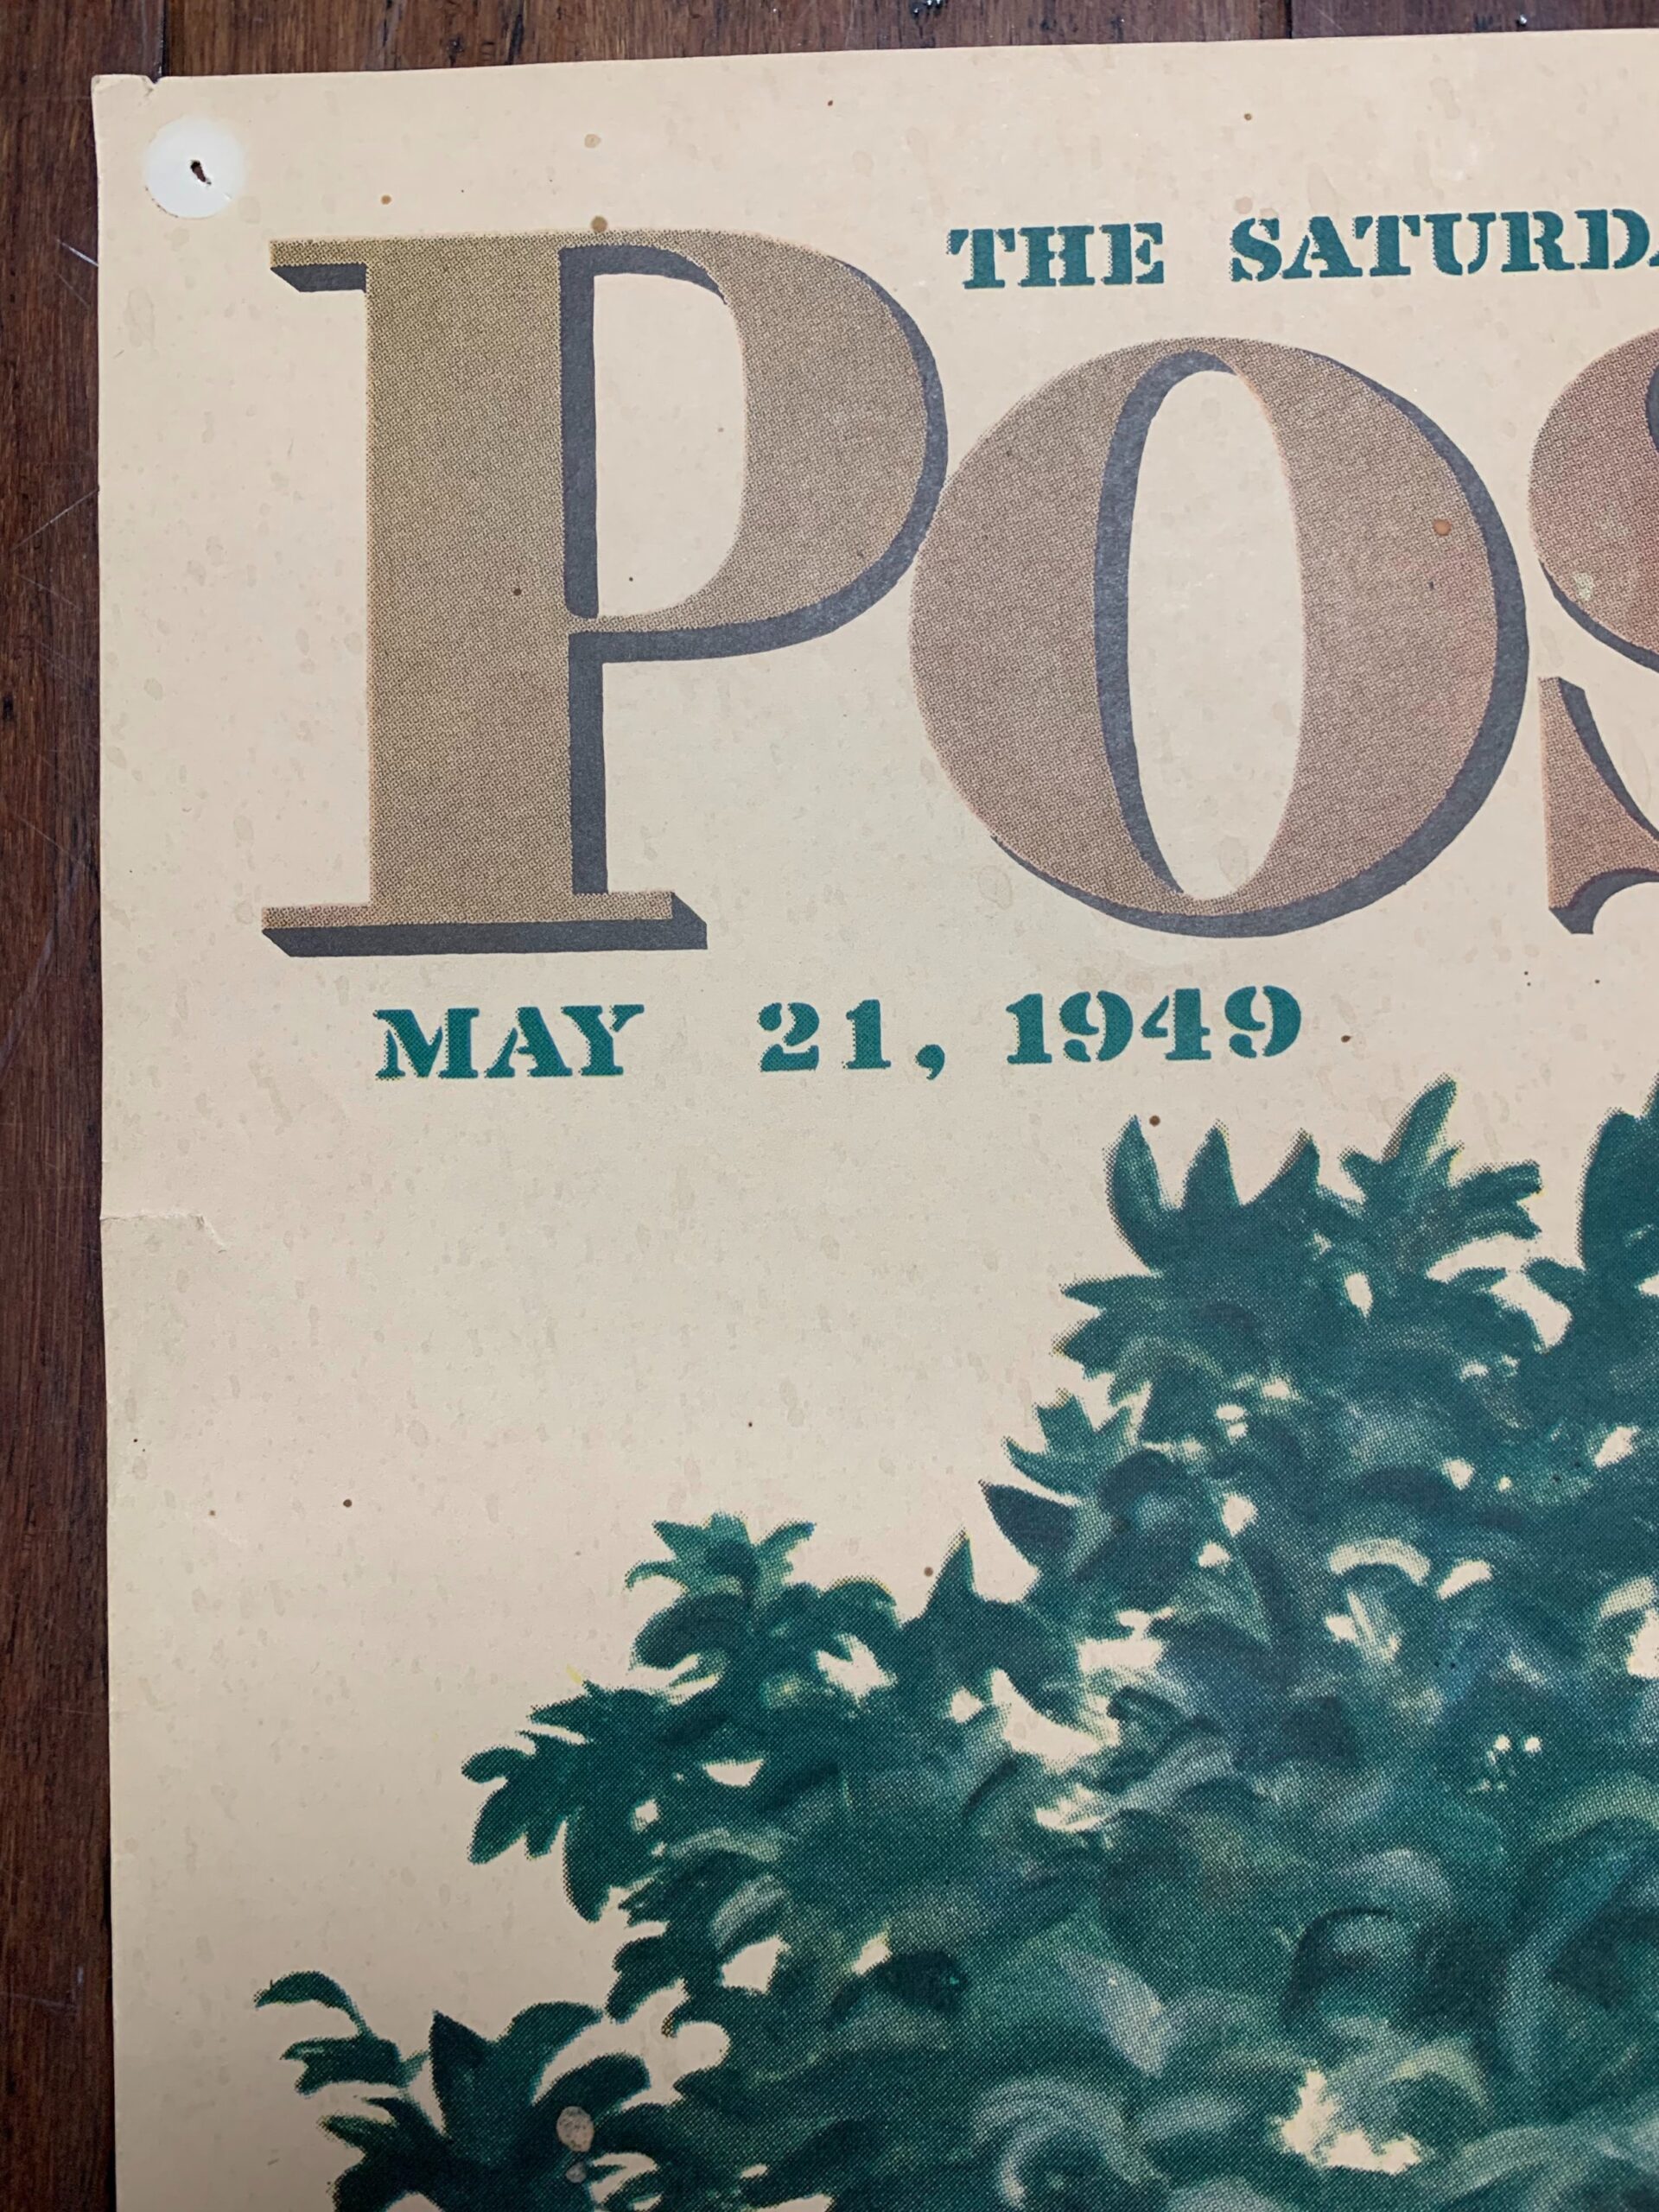 THE SATURDA
POS
MAY 21, 1949